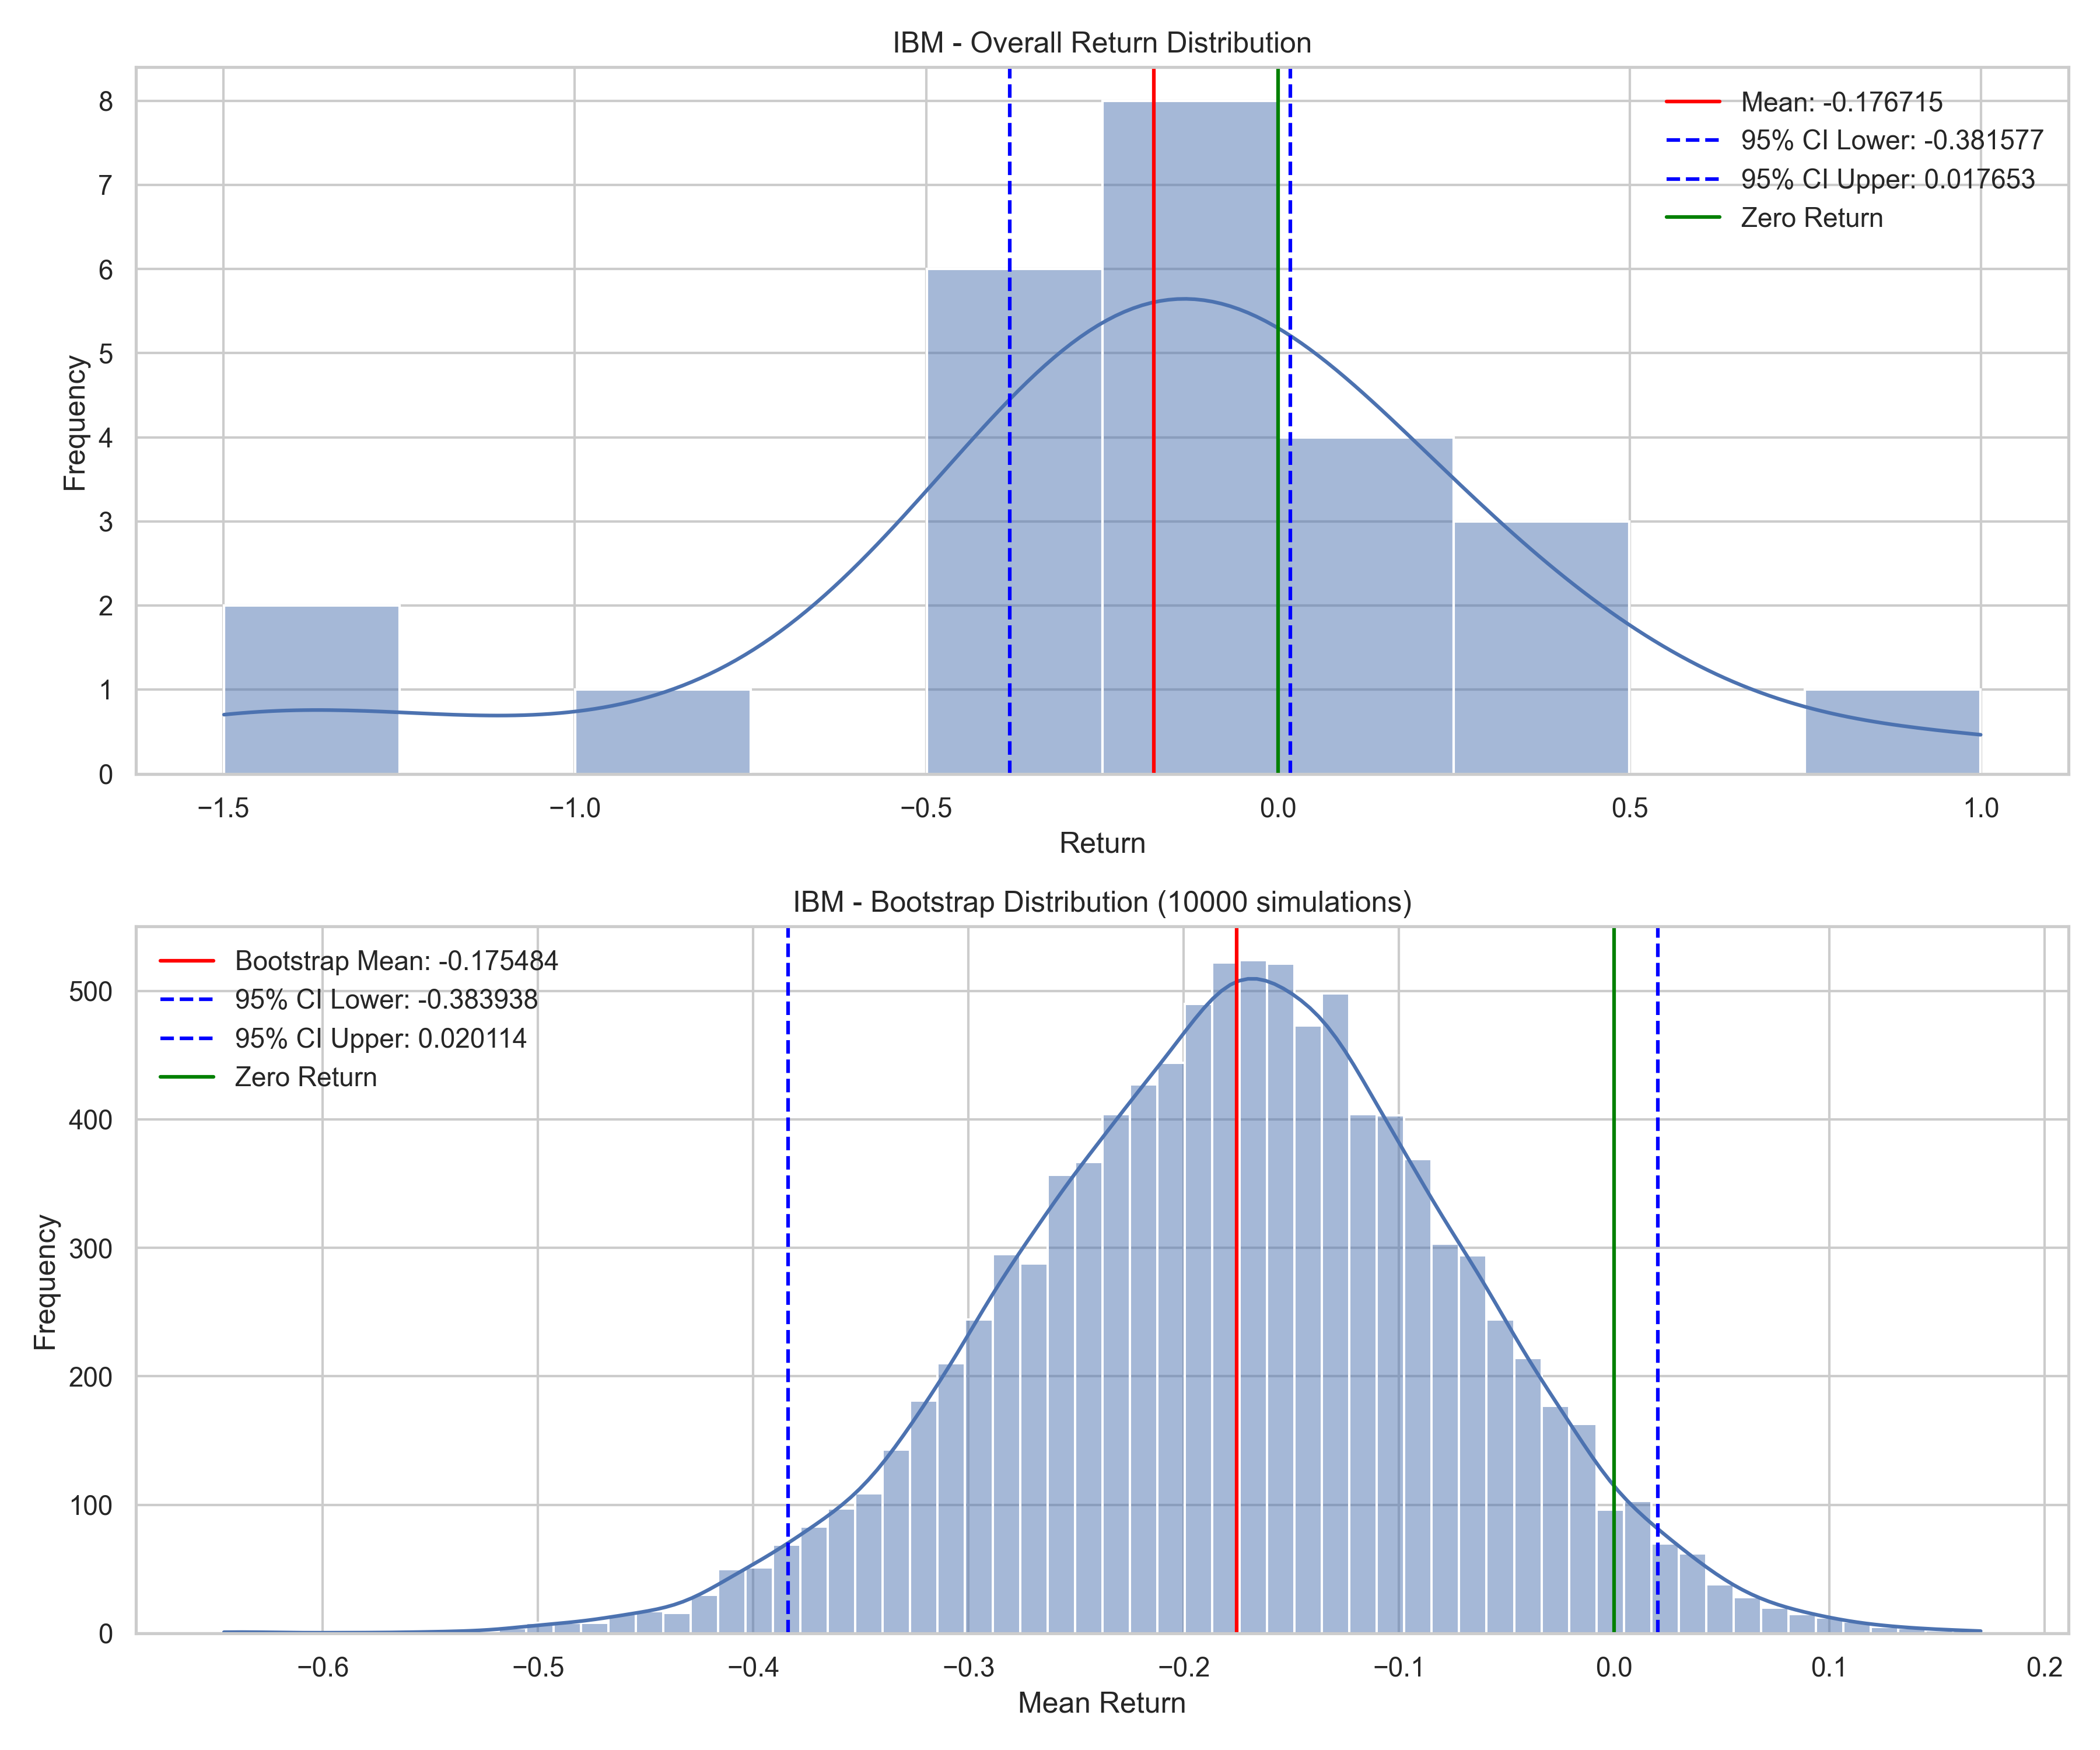 IBM - Overall Return Distribution
Mean: -0.176715
95% CI Lower: -0.381577
95% CI Upper: 0.017653
Zero Return
Frequency
8
7
6
5
4
3
2
1
0
−1.5 −1.0 −0.5 0.0 0.5 1.0
Return
IBM - Bootstrap Distribution (10000 simulations)
Bootstrap Mean: -0.175484
95% CI Lower: -0.383938
95% CI Upper: 0.020114
Zero Return
Frequency
500
400
300
200
100
0
−0.6 −0.5 −0.4 −0.3 −0.2 −0.1 0.0 0.1 0.2
Mean Return